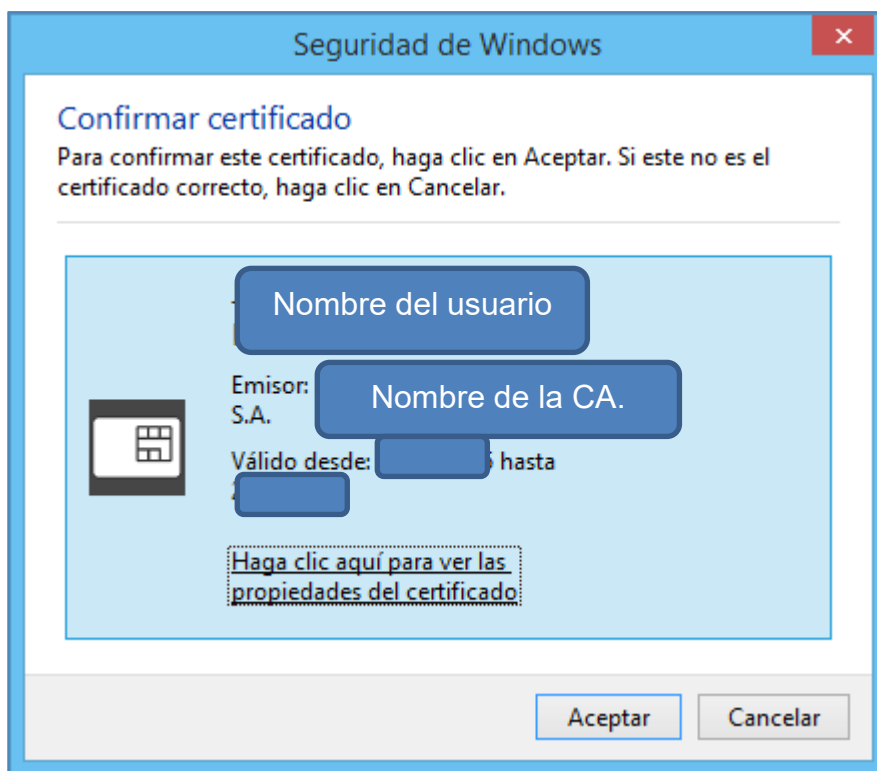 Seguridad de Windows
Confirmar certificado
Para confirmar este certificado, haga clic en Aceptar. Si este no es el
certificado correcto, haga clic en Cancelar.
Nombre del usuario
Emisor: Nombre de la CA.
S.A.
Válido desde: hasta
Haga clic aquí para ver las
propiedades del certificado
Aceptar Cancelar